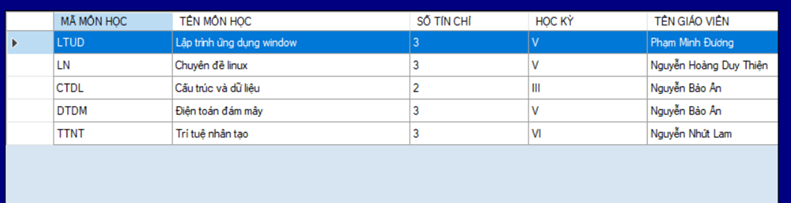 MÃ MÔN HỌC TÊN MÔN HỌC SỐ TÍN CHỈ HỌC KỲ TÊN GIÁO VIÊN
LTUD Lập trình ứng dụng window 3 V Phạm Minh Đương
LN Chuyên đề linux 3 V Nguyễn Hoàng Duy Thiện
CTDL Cấu trúc và dữ liệu 2 III Nguyễn Bảo Ân
DTDM Điện toán đám mây 3 V Nguyễn Bảo Ân
TTNT Trí tuệ nhân tạo 3 VI Nguyễn Nhứt Lam